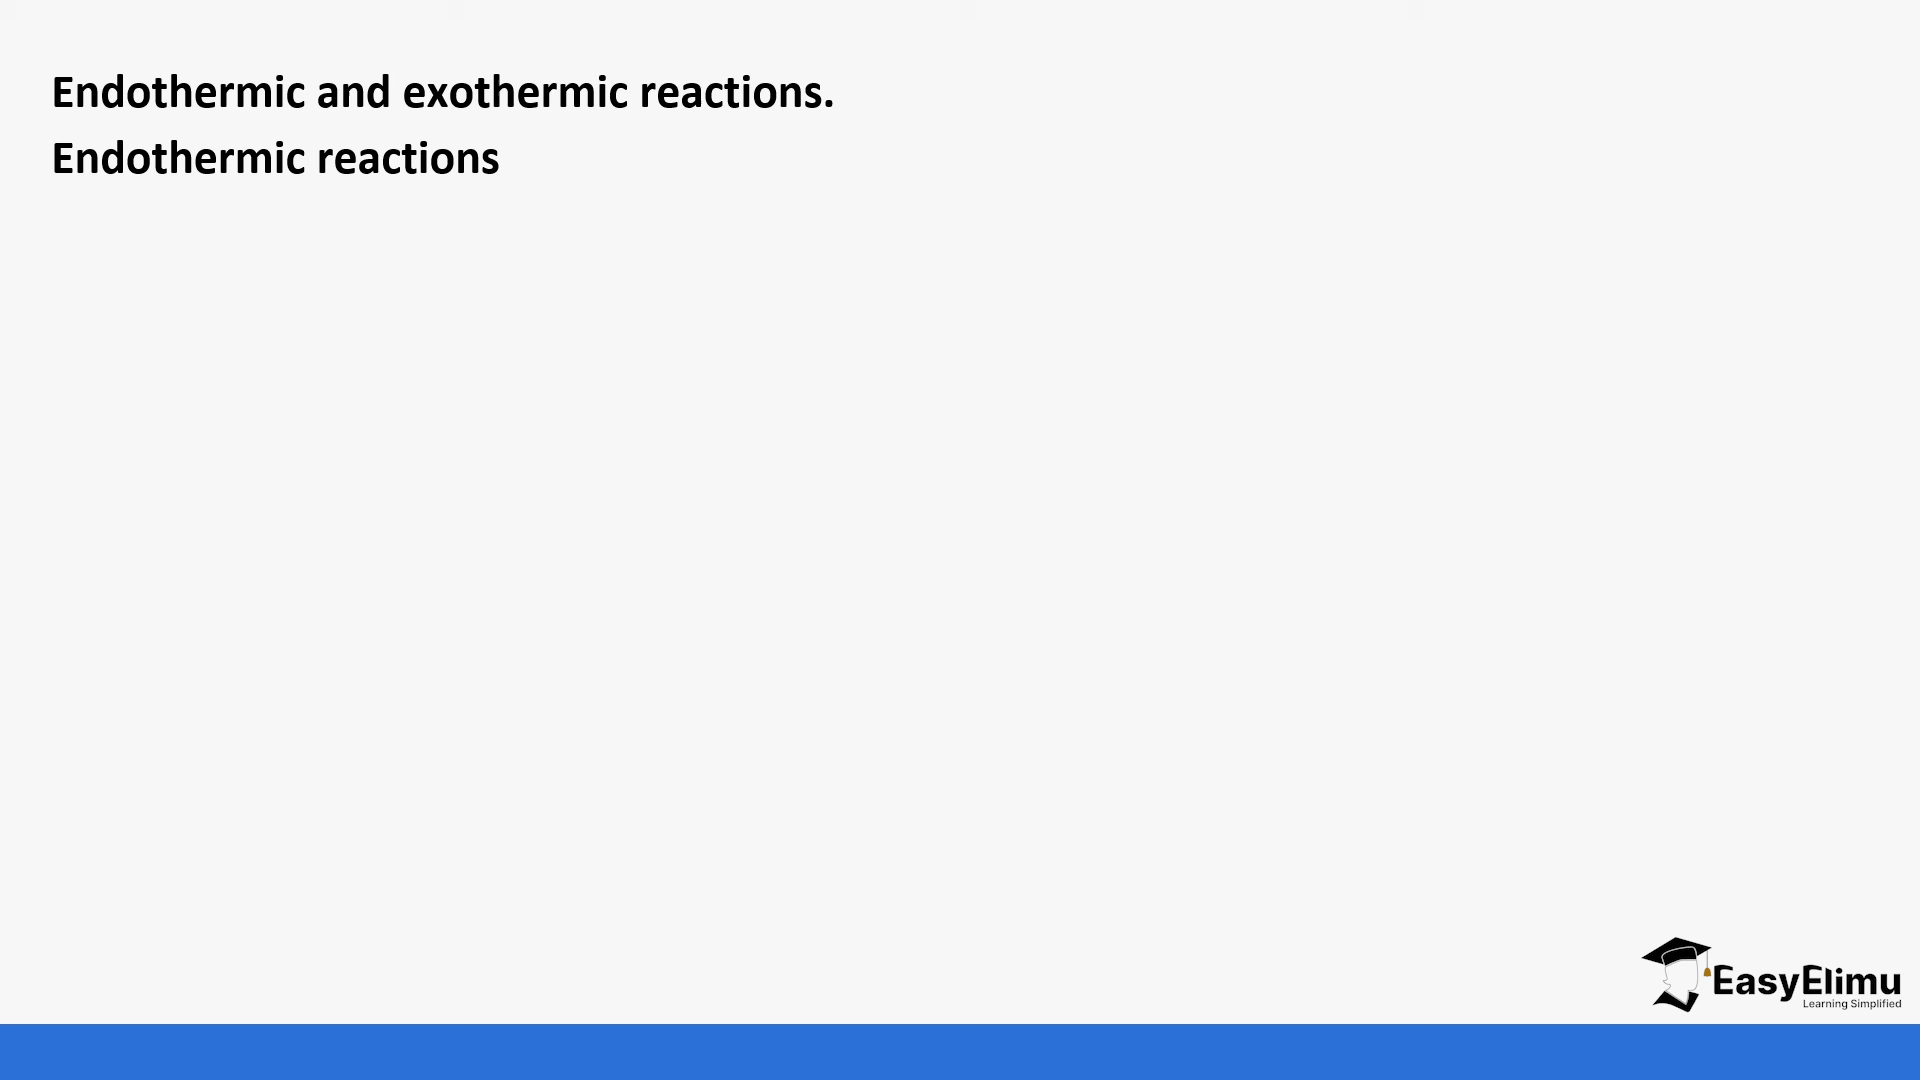 Endothermic and exothermic reactions.
Endothermic reactions
EasyElimu
Learning Simplified